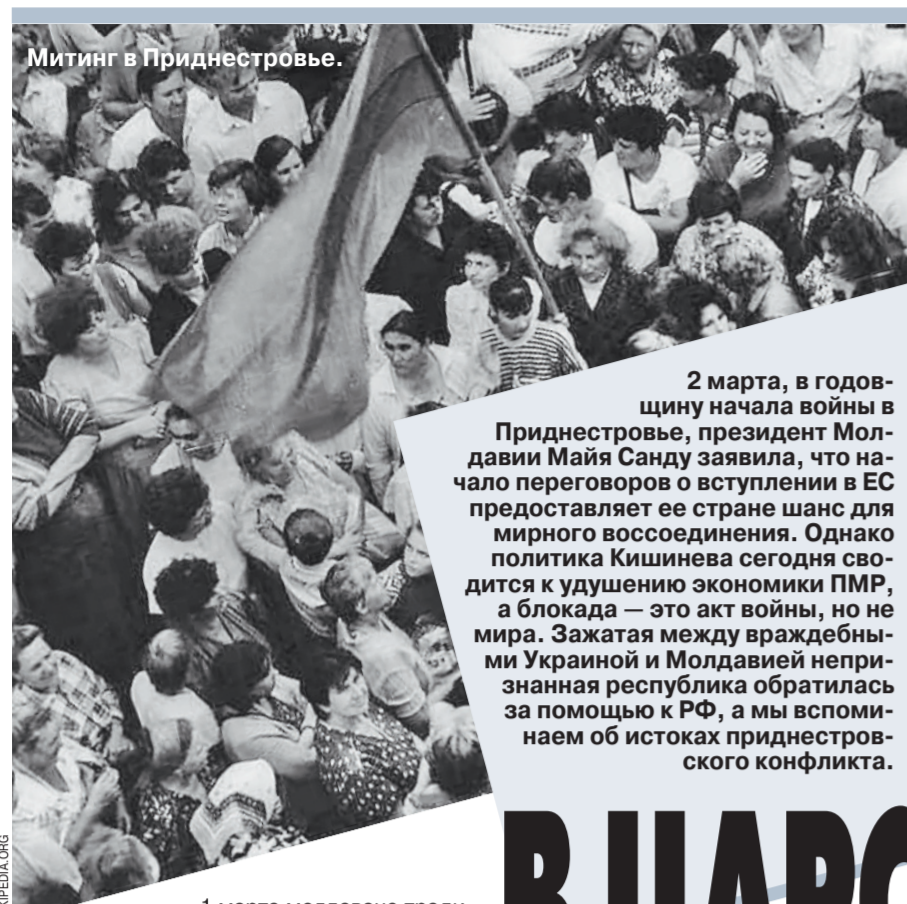 Митинг в Приднестровье.
2 марта, в годов-
щину начала войны в
Приднестровье, президент Мол-
давии Майя Санду заявила, что на-
чало переговоров о вступлении в ЕС
предоставляет ее стране шанс для
мирного воссоединения. Однако
политика Кишинева сегодня сво-
дится к удушению экономики ПМР,
а блокада — это акт войны, но не
мира. Зажатая между враждебны-
ми Украиной и Молдавией непри-
знанная республика обратилась
за помощью к РФ, а мы вспоми-
наем об истоках приднестров-
ского конфликта.